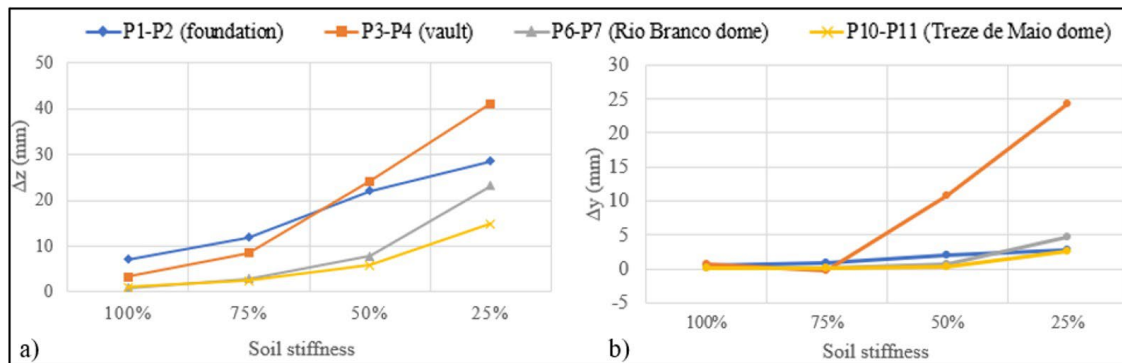 P1-P2 (foundation) P3-P4 (vault) P6-P7 (Rio Branco dome) P10-P11 (Treze de Maio dome)
50
40
30
20
10
0
Δz (mm)
100% 75% 50% 25%
Soil stiffness
a)
30
25
20
15
10
5
0
-5
Δy (mm)
100% 75% 50% 25%
Soil stiffness
b)